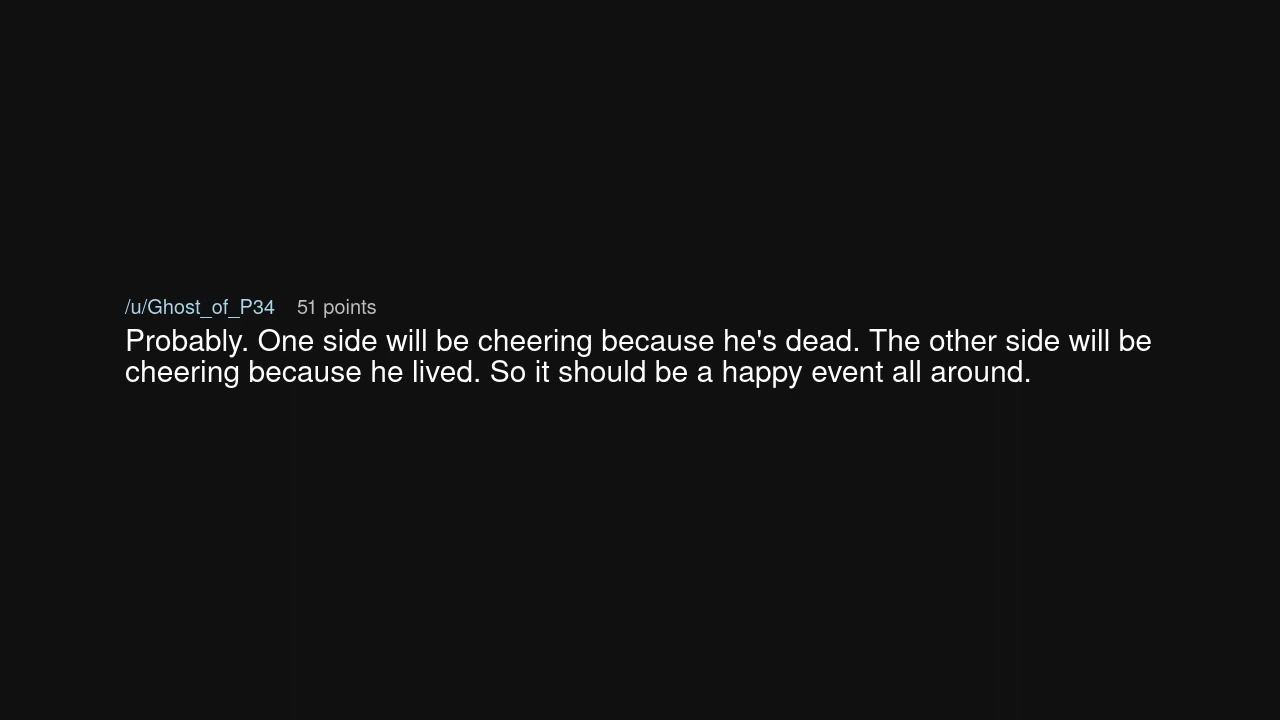 /u/Ghost_of_P34 51 points
Probably. One side will be cheering because he's dead. The other side will be
cheering because he lived. So it should be a happy event all around.